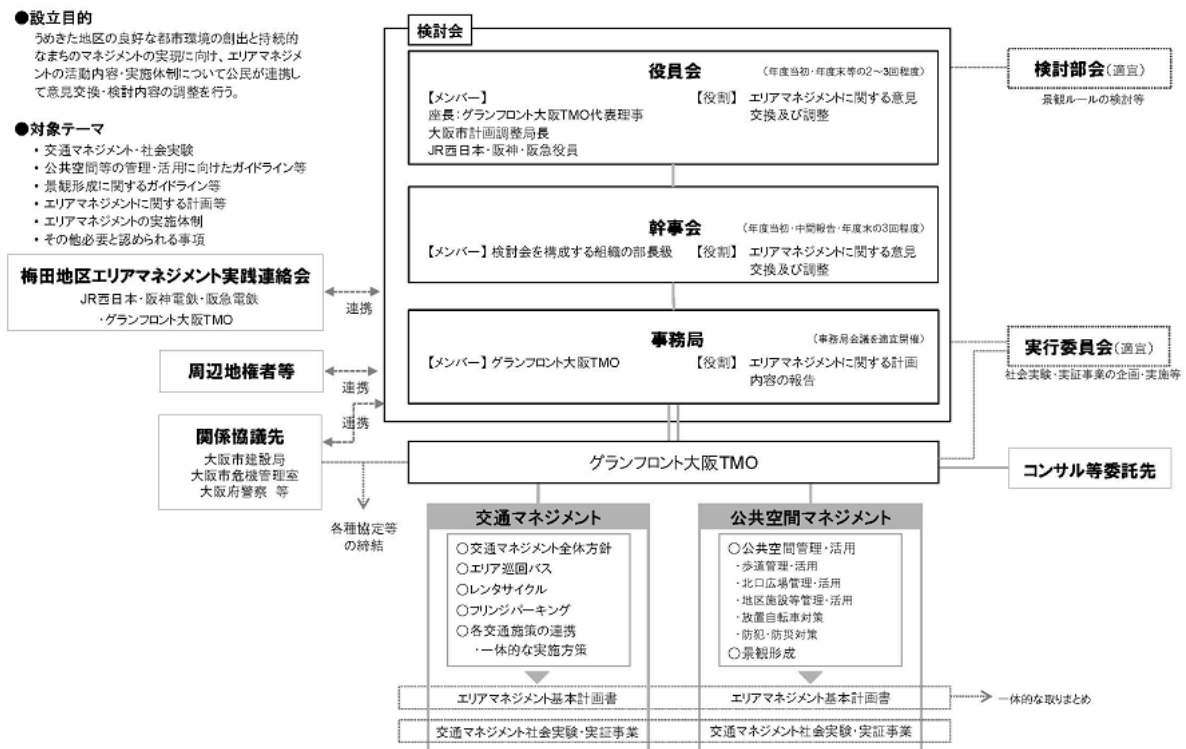 ●設立目的
うめきた地区の良好な都市環境の創出と持続的
なまちのマネジメントの実現に向け、エリアマネジメ
ントの活動内容・実施体制について公民が連携し
て意見交換・検討内容の調整を行う。
●対象テーマ
・交通マネジメント・社会実験
・公共空間等の管理・活用に向けたガイドライン等
・景観形成に関するガイドライン等
・エリアマネジメントに関する計画等
・エリアマネジメントの実施体制
・その他必要と認められる事項
梅田地区エリアマネジメント実践連絡会
JR西日本・阪神電鉄・阪急電鉄
・グランフロント大阪TMO
連携
周辺地権者等
連携
連携
関係協議先
大阪市建設局
大阪市危機管理室
大阪府警察 等
各種協定等
の締結
検討会
役員会 (年度当初・年度末等の2~3回程度)
【メンバー】
座長:グランフロント大阪TMO代表理事
大阪市計画調整局長
JR西日本・阪神・阪急役員
【役割】 エリアマネジメントに関する意見
交換及び調整
幹事会 (年度当初・中間報告・年度末の3回程度)
【メンバー】 検討会を構成する組織の部長級
【役割】 エリアマネジメントに関する意見
交換及び調整
事務局 (事務局会議を適宜開催)
【メンバー】 グランフロント大阪TMO
【役割】 エリアマネジメントに関する計画
内容の報告
検討部会(適宜)
景観ルールの検討等
実行委員会(適宜)
社会実験・実証事業の企画・実施等
グランフロント大阪TMO
コンサル等委託先
交通マネジメント
○交通マネジメント全体方針
○エリア巡回バス
○レンタサイクル
○フリンジパーキング
○各交通施策の連携
・一体的な実施方策
公共空間マネジメント
○公共空間管理・活用
・歩道管理・活用
・北口広場管理・活用
・地区施設等管理・活用
・放置自転車対策
・防犯・防災対策
○景観形成
エリアマネジメント基本計画書
エリアマネジメント基本計画書
一体的な取りまとめ
交通マネジメント社会実験・実証事業
交通マネジメント社会実験・実証事業